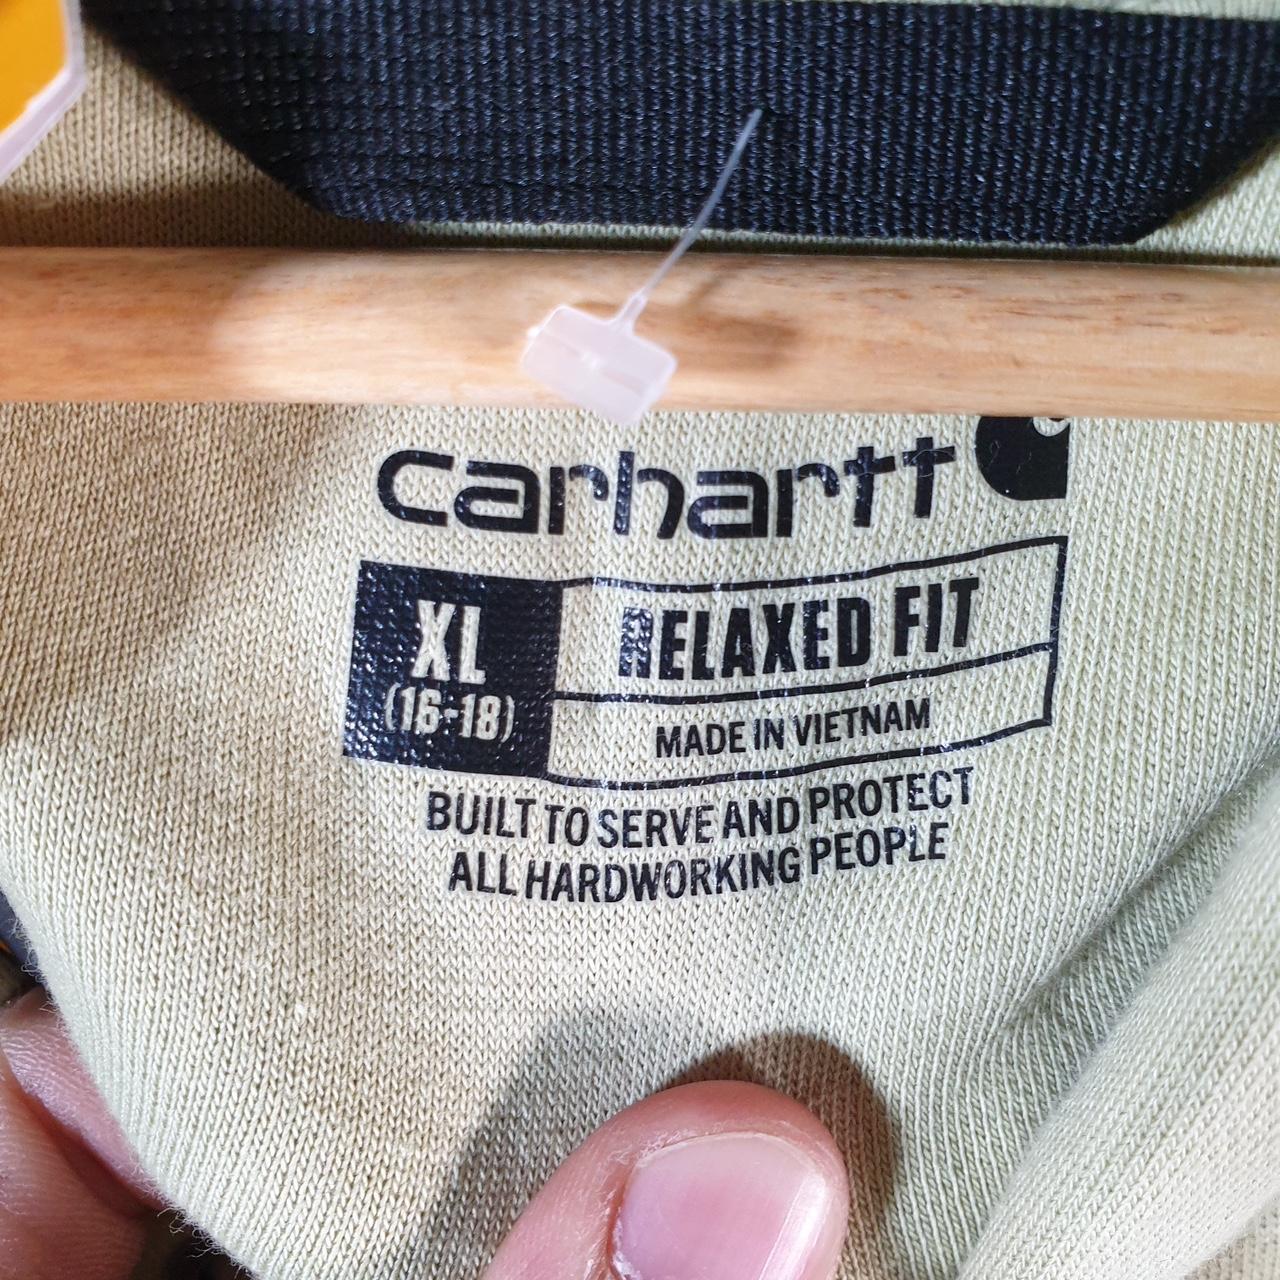 carhartt
XL
(16-18)
RELAXED FIT
MADE IN VIETNAM
BUILT TO SERVE AND PROTECT
ALL HARDWORKING PEOPLE